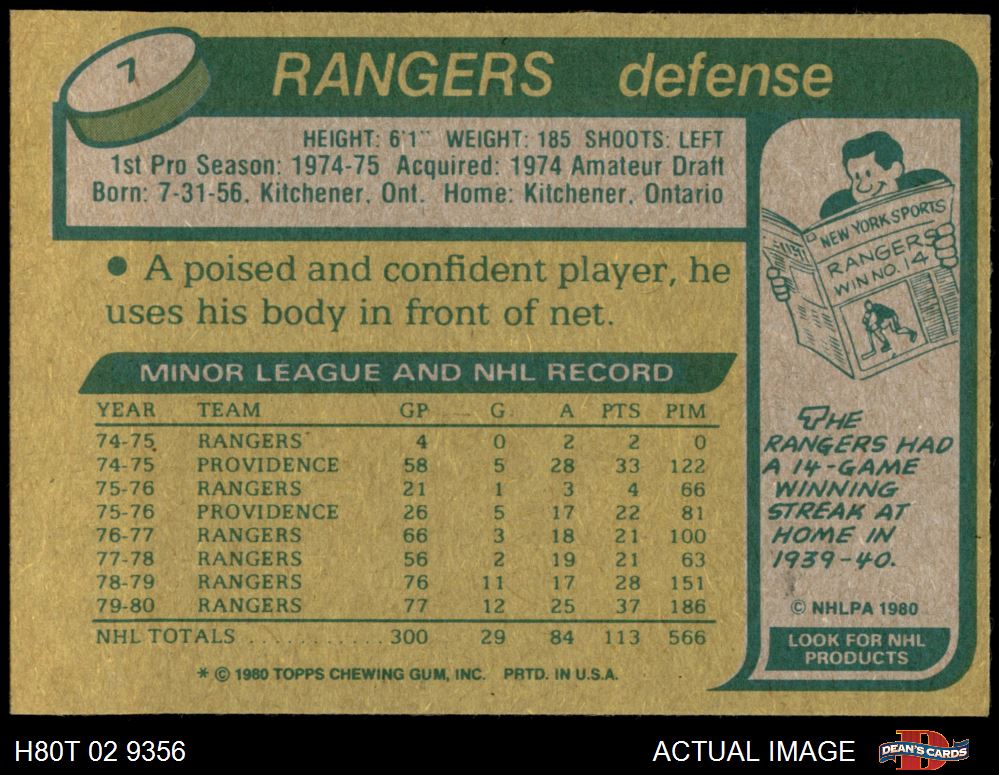 7
RANGERS defense
HEIGHT: 6'1" WEIGHT: 185 SHOOTS: LEFT
1st Pro Season: 1974-75 Acquired: 1974 Amateur Draft
Born: 7-31-56, Kitchener, Ont. Home: Kitchener, Ontario
• A poised and confident player, he
uses his body in front of net.
MINOR LEAGUE AND NHL RECORD
YEAR TEAM GP G A PTS PIM
74-75 RANGERS 4 0 2 2 0
74-75 PROVIDENCE 58 5 28 33 122
75-76 RANGERS 21 1 3 4 66
75-76 PROVIDENCE 26 5 17 22 81
76-77 RANGERS 66 3 18 21 100
77-78 RANGERS 56 2 19 21 63
78-79 RANGERS 76 11 17 28 151
79-80 RANGERS 77 12 25 37 186
NHL TOTALS . . . . . . . . . . . . 300 29 84 113 566
* © 1980 TOPPS CHEWING GUM, INC. PRTD. IN U.S.A.
NEW YORK SPORTS
RANGERS
WIN NO. 14
THE
RANGERS HAD
A 14-GAME
WINNING
STREAK AT
HOME IN
1939-40.
© NHLPA 1980
LOOK FOR NHL
PRODUCTS
H80T 02 9356
ACTUAL IMAGE
DEAN'S CARDS